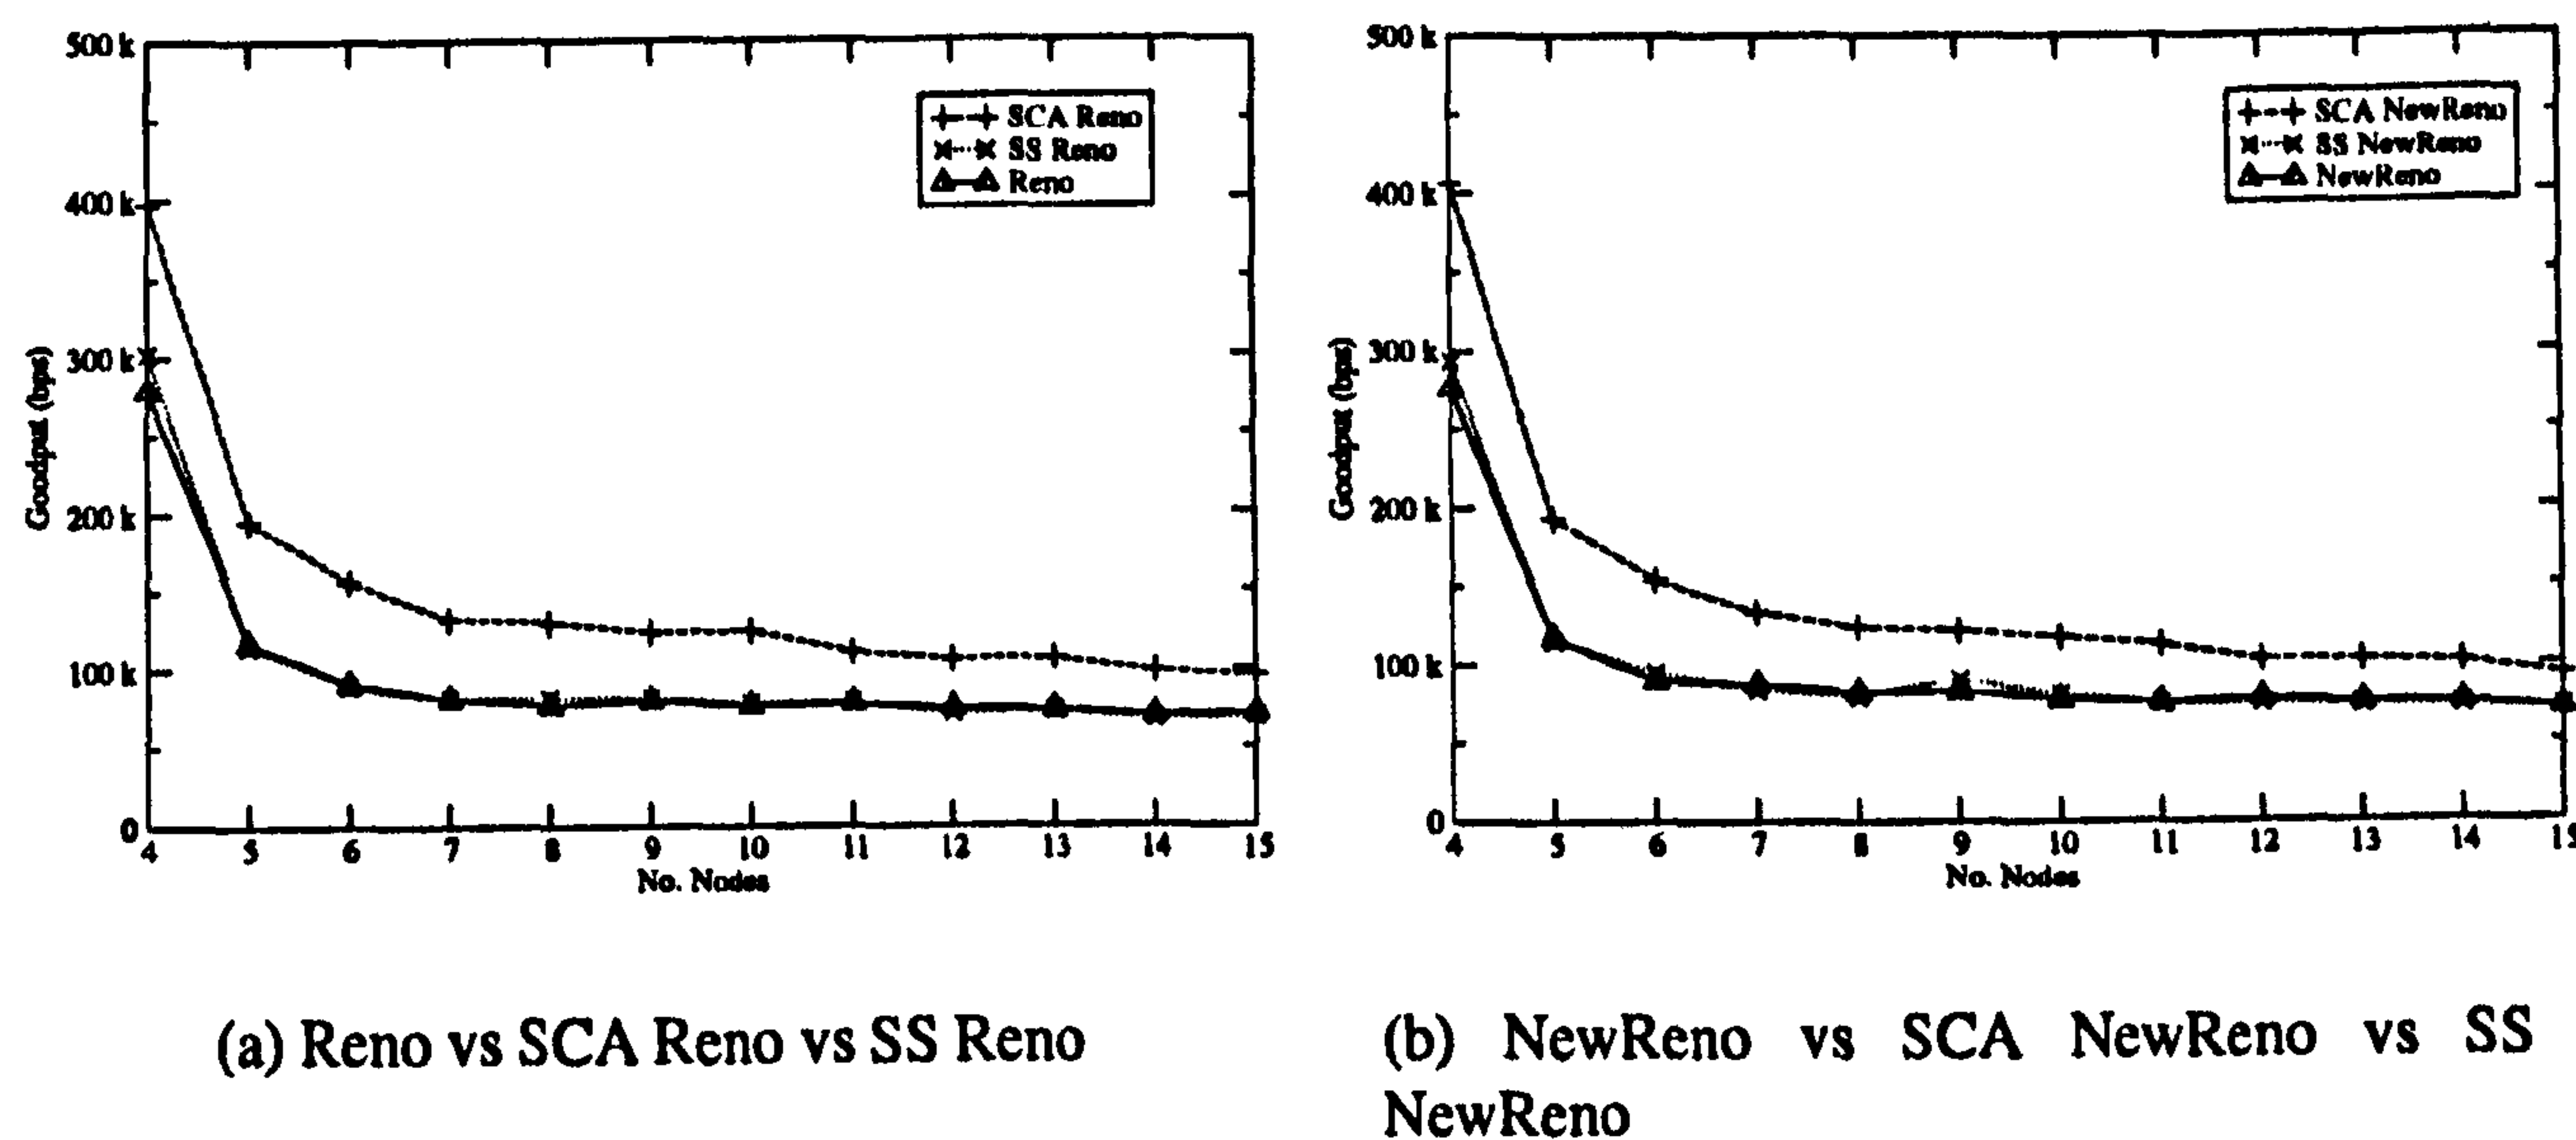 500 k
400 k
300 k
200 k
100 k
0
Goodput (bps)
SCA Reno
SS Reno
Reno
4 5 6 7 8 9 10 11 12 13 14 15
No. Nodes
(a) Reno vs SCA Reno vs SS Reno
500 k
400 k
300 k
200 k
100 k
0
Goodput (bps)
SCA NewReno
SS NewReno
NewReno
4 5 6 7 8 9 10 11 12 13 14
No. Nodes
(b) NewReno vs SCA NewReno vs SS
NewReno